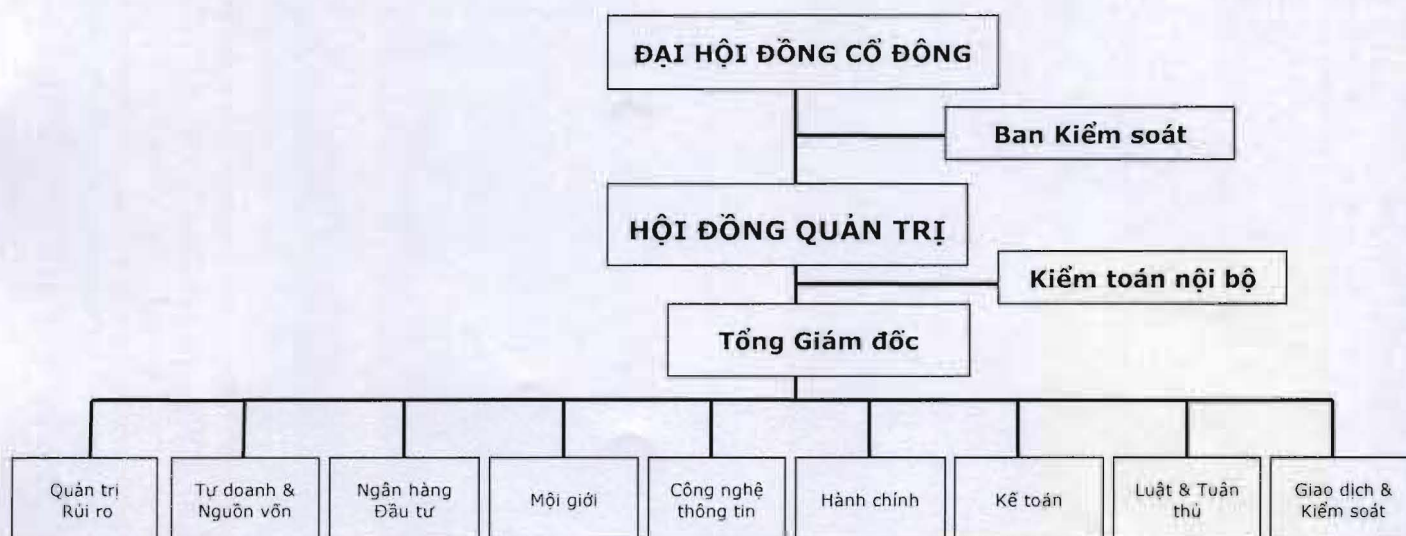 ĐẠI HỘI ĐỒNG CỔ ĐÔNG
Ban Kiểm soát
HỘI ĐỒNG QUẢN TRỊ
Kiểm toán nội bộ
Tổng Giám đốc
Quản trị
Rủi ro
Tự doanh &
Nguồn vốn
Ngân hàng
Đầu tư
Mội giới
Công nghệ
thông tin
Hành chính
Kế toán
Luật & Tuân
thủ
Giao dịch &
Kiểm soát